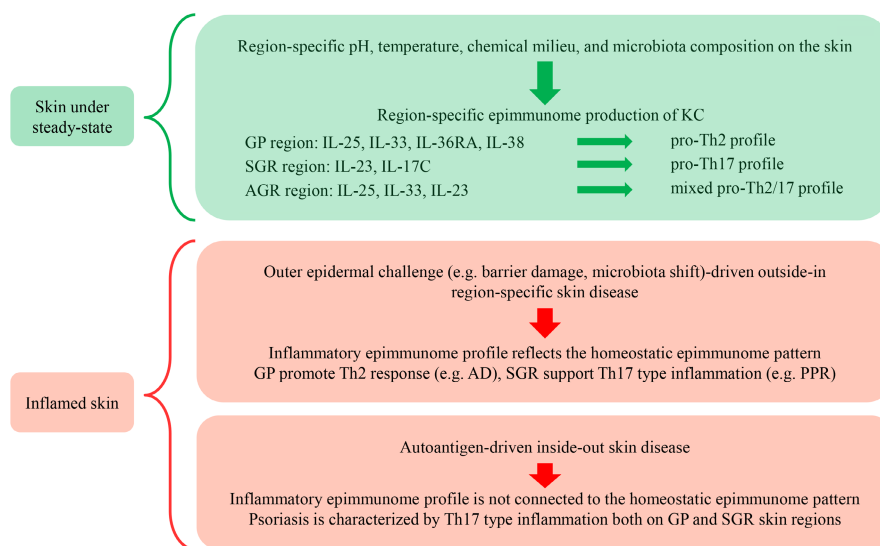 Region-specific pH, temperature, chemical milieu, and microbiota composition on the skin
Skin under
steady-state
Region-specific epimmunome production of KC
GP region: IL-25, IL-33, IL-36RA, IL-38
pro-Th2 profile
SGR region: IL-23, IL-17C
pro-Th17 profile
AGR region: IL-25, IL-33, IL-23
mixed pro-Th2/17 profile
Outer epidermal challenge (e.g. barrier damage, microbiota shift)-driven outside-in
region-specific skin disease
Inflammatory epimmunome profile reflects the homeostatic epimmunome pattern
GP promote Th2 response (e.g. AD), SGR support Th17 type inflammation (e.g. PPR)
Inflamed skin
Autoantigen-driven inside-out skin disease
Inflammatory epimmunome profile is not connected to the homeostatic epimmunome pattern
Psoriasis is characterized by Th17 type inflammation both on GP and SGR skin regions